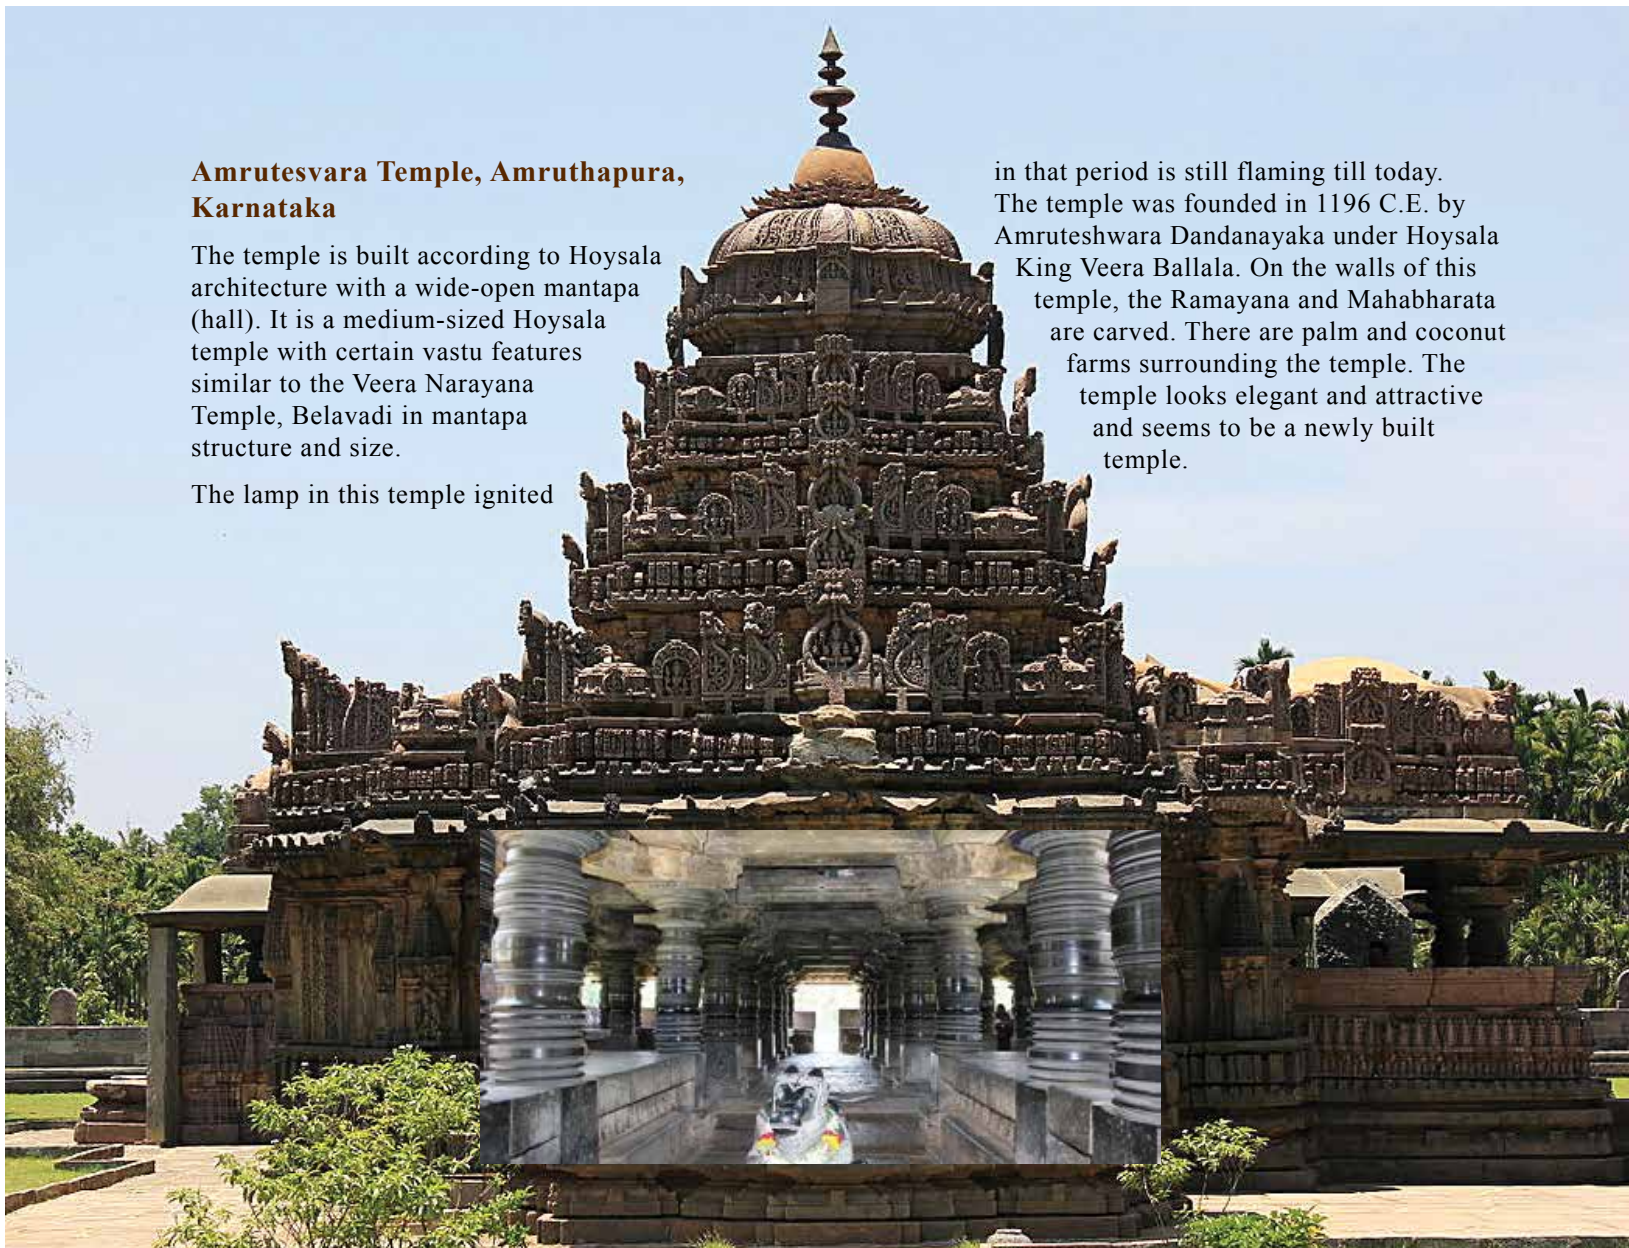 Amrutesvara Temple, Amruthapura,
Karnataka
The temple is built according to Hoysala
architecture with a wide-open mantapa
(hall). It is a medium-sized Hoysala
temple with certain vastu features
similar to the Veera Narayana
Temple, Belavadi in mantapa
structure and size.
The lamp in this temple ignited
in that period is still flaming till today.
The temple was founded in 1196 C.E. by
Amruteshwara Dandanayaka under Hoysala
King Veera Ballala. On the walls of this
temple, the Ramayana and Mahabharata
are carved. There are palm and coconut
farms surrounding the temple. The
temple looks elegant and attractive
and seems to be a newly built
temple.